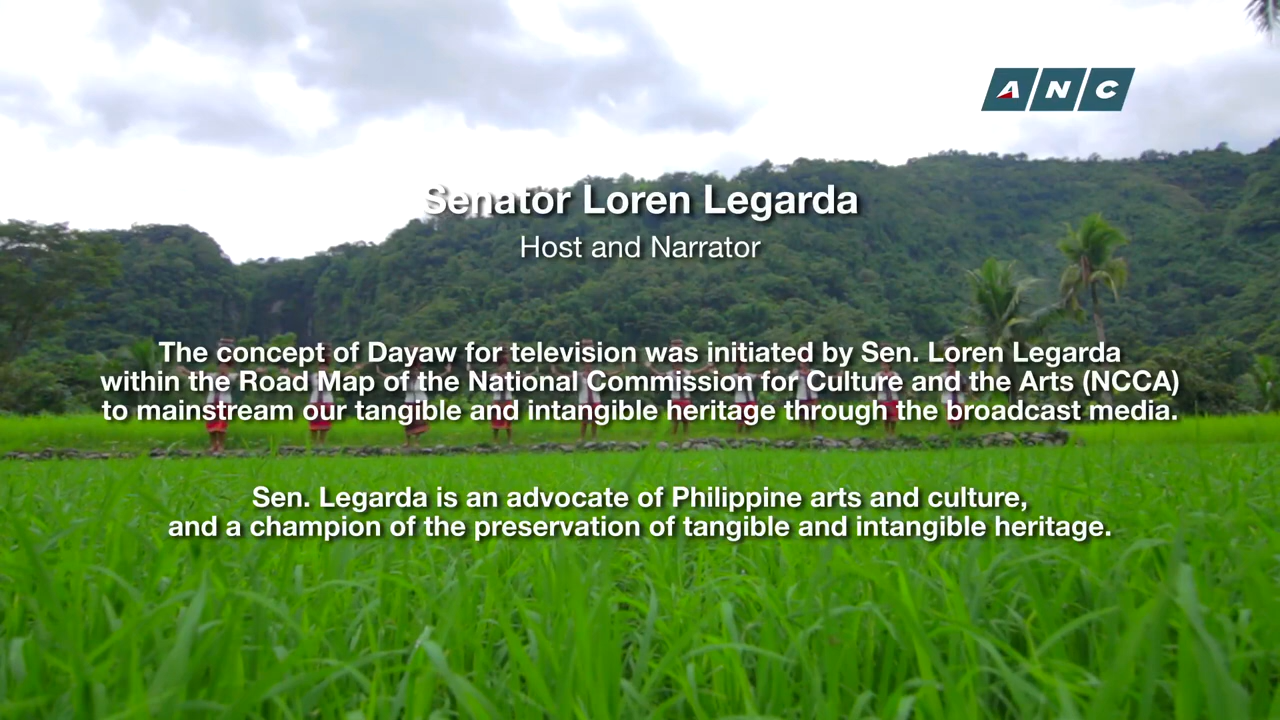 ANC
Senator Loren Legarda
Host and Narrator
The concept of Dayaw for television was initiated by Sen. Loren Legarda
within the Road Map of the National Commission for Culture and the Arts (NCCA)
to mainstream our tangible and intangible heritage through the broadcast media.
Sen. Legarda is an advocate of Philippine arts and culture,
and a champion of the preservation of tangible and intangible heritage.